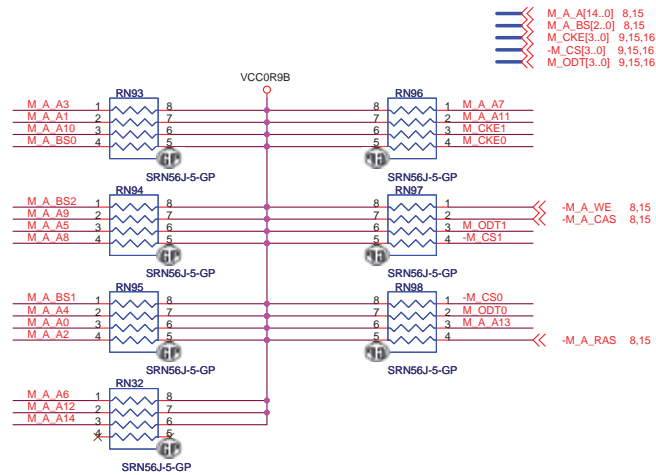 M_A_A[14..0] 8,15
M_A_BS[2..0] 8,15
M_CKE[3..0] 9,15,16
-M_CS[3..0] 9,15,16
M_ODT[3..0] 9,15,16
VCC0R9B
RN93
M_A_A3 1 8
M_A_A1 2 7
M_A_A10 3 6
M_A_BS0 4 5
GP
SRN56J-5-GP
RN96
8 1 M_A_A7
7 2 M_A_A11
6 3 M_CKE1
5 4 M_CKE0
GP
SRN56J-5-GP
RN94
M_A_BS2 1 8
M_A_A9 2 7
M_A_A5 3 6
M_A_A8 4 5
GP
SRN56J-5-GP
RN97
8 1 -M_A_WE 8,15
7 2 -M_A_CAS 8,15
6 3 M_ODT1
5 4 -M_CS1
GP
SRN56J-5-GP
RN95
M_A_BS1 1 8
M_A_A4 2 7
M_A_A0 3 6
M_A_A2 4 5
GP
SRN56J-5-GP
RN98
8 1 -M_CS0
7 2 M_ODT0
6 3 M_A_A13
5 4 -M_A_RAS 8,15
GP
SRN56J-5-GP
RN32
M_A_A6 1 8
M_A_A12 2 7
M_A_A14 3 6
4 5
GP
SRN56J-5-GP